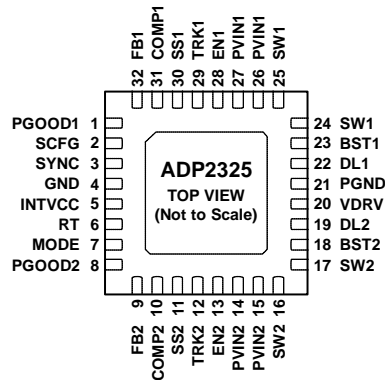 32 FB1
31 COMP1
30 SS1
29 TRK1
28 EN1
27 PVIN1
26 PVIN1
25 SW1
PGOOD1 1
SCFG 2
SYNC 3
GND 4
INTVCC 5
RT 6
MODE 7
PGOOD2 8
ADP2325
TOP VIEW
(Not to Scale)
24 SW1
23 BST1
22 DL1
21 PGND
20 VDRV
19 DL2
18 BST2
17 SW2
FB2 9
COMP2 10
SS2 11
TRK2 12
EN2 13
PVIN2 14
PVIN2 15
SW2 16